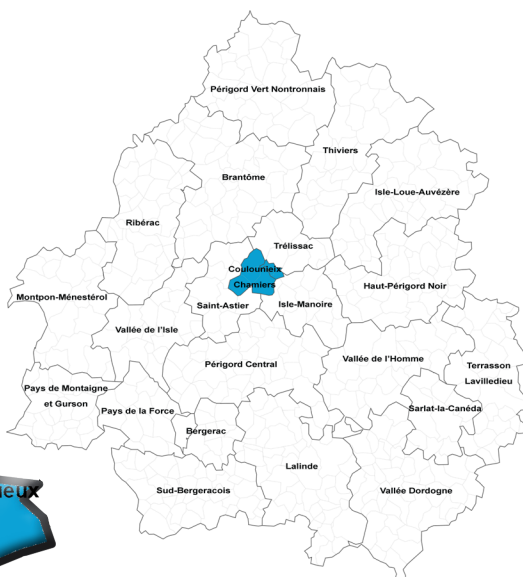 Périgord Vert Nontronnais
Thiviers
Brantôme
Isle-Loue-Auvézère
Ribérac
Trélissac
Coulounieix
Chamiers
Haut-Périgord Noir
Montpon-Ménestérol
Saint-Astier
Isle-Manoire
Vallée de l'Isle
Vallée de l'Homme
Périgord Central
Terrasson
Lavilledieu
Pays de Montaigne
et Gurson
Pays de la Force
Sarlat-la-Canéda
Bergerac
Lalinde
Sud-Bergeracois
Vallée Dordogne